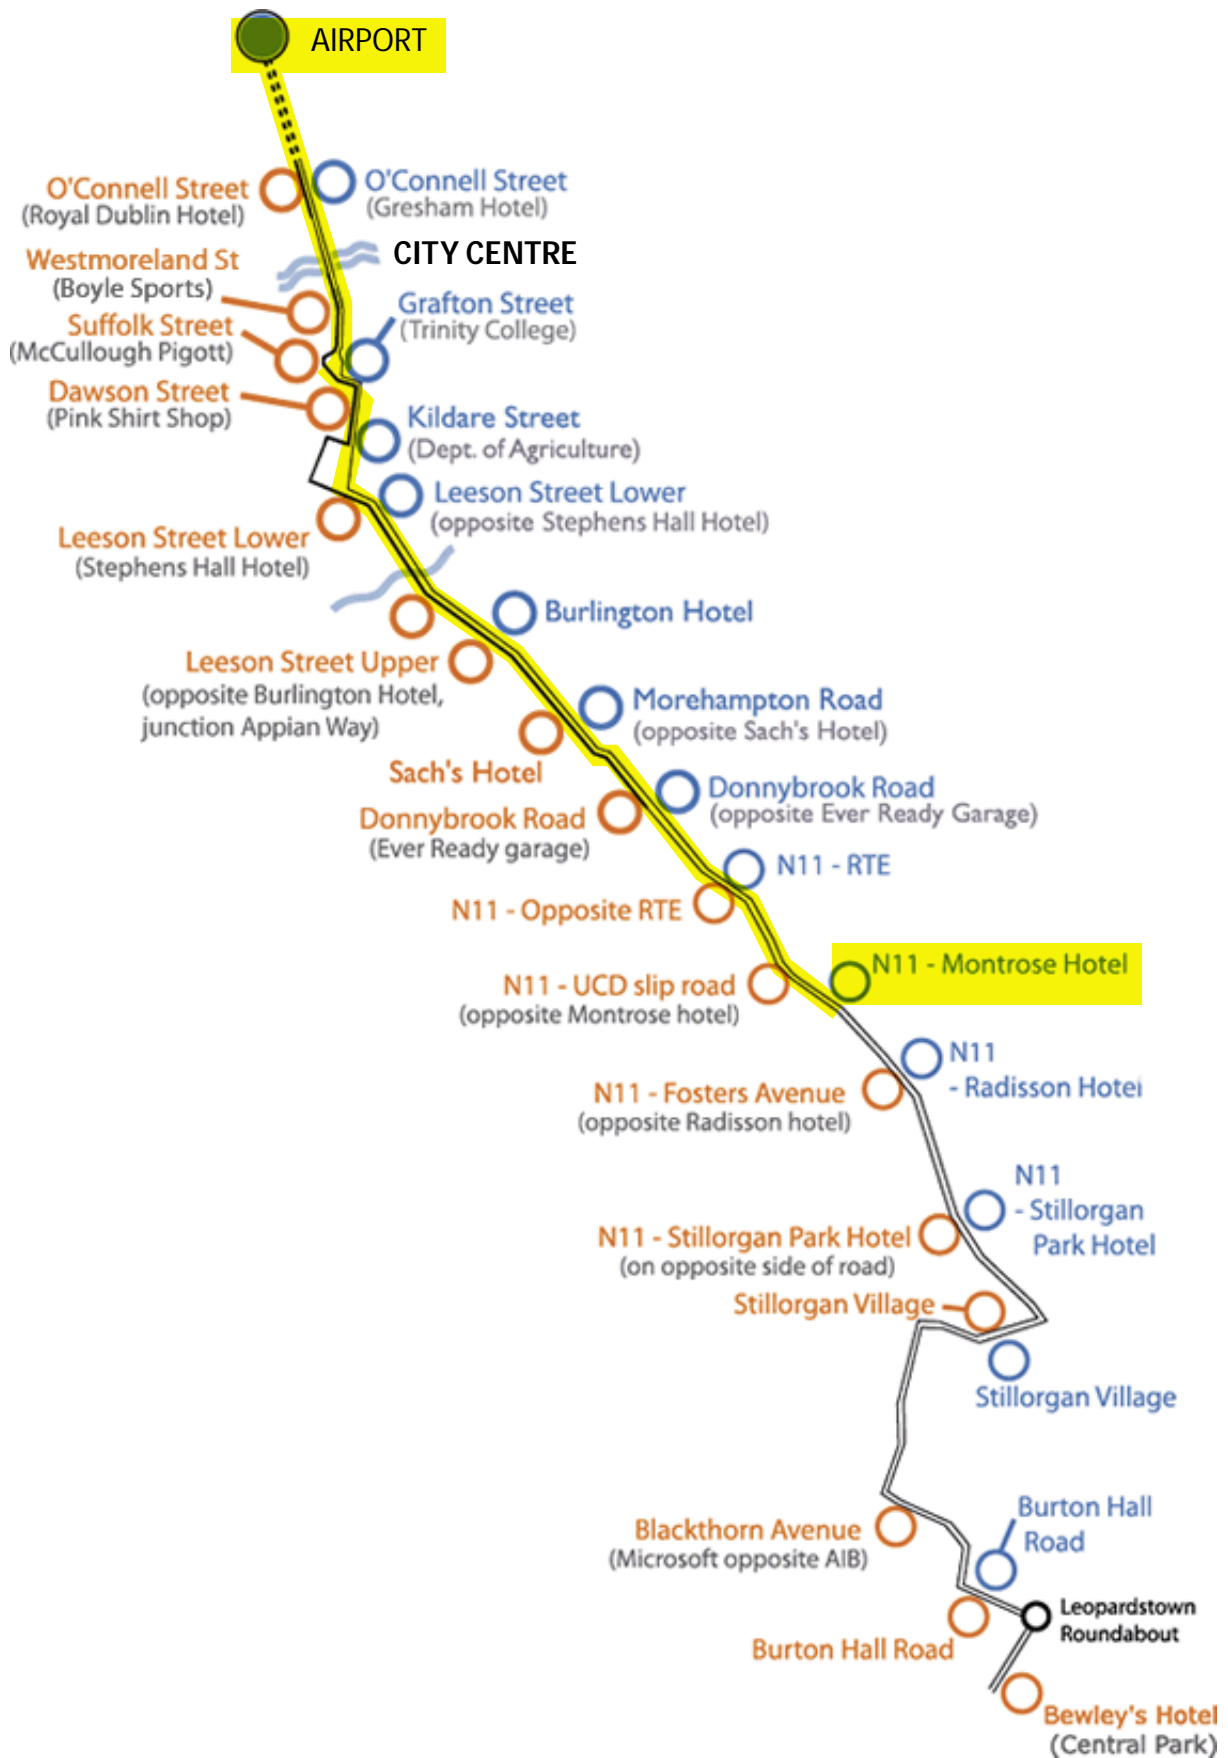 AIRPORT
O'Connell Street
(Royal Dublin Hotel)
O'Connell Street
(Gresham Hotel)
CITY CENTRE
Westmoreland St
(Boyle Sports)
Grafton Street
(Trinity College)
Suffolk Street
(McCullough Pigott)
Dawson Street
(Pink Shirt Shop)
Kildare Street
(Dept. of Agriculture)
Leeson Street Lower
(opposite Stephens Hall Hotel)
Leeson Street Lower
(Stephens Hall Hotel)
Burlington Hotel
Leeson Street Upper
(opposite Burlington Hotel,
junction Appian Way)
Morehampton Road
(opposite Sach's Hotel)
Sach's Hotel
Donnybrook Road
(opposite Ever Ready Garage)
Donnybrook Road
(Ever Ready garage)
N11 - RTE
N11 - Opposite RTE
N11 - Montrose Hotel
N11 - UCD slip road
(opposite Montrose hotel)
N11
- Radisson Hotel
N11 - Fosters Avenue
(opposite Radisson hotel)
N11
- Stillorgan
Park Hotel
N11 - Stillorgan Park Hotel
(on opposite side of road)
Stillorgan Village
Stillorgan Village
Burton Hall
Road
Blackthorn Avenue
(Microsoft opposite AIB)
Leopardstown
Roundabout
Burton Hall Road
Bewley's Hotel
(Central Park)